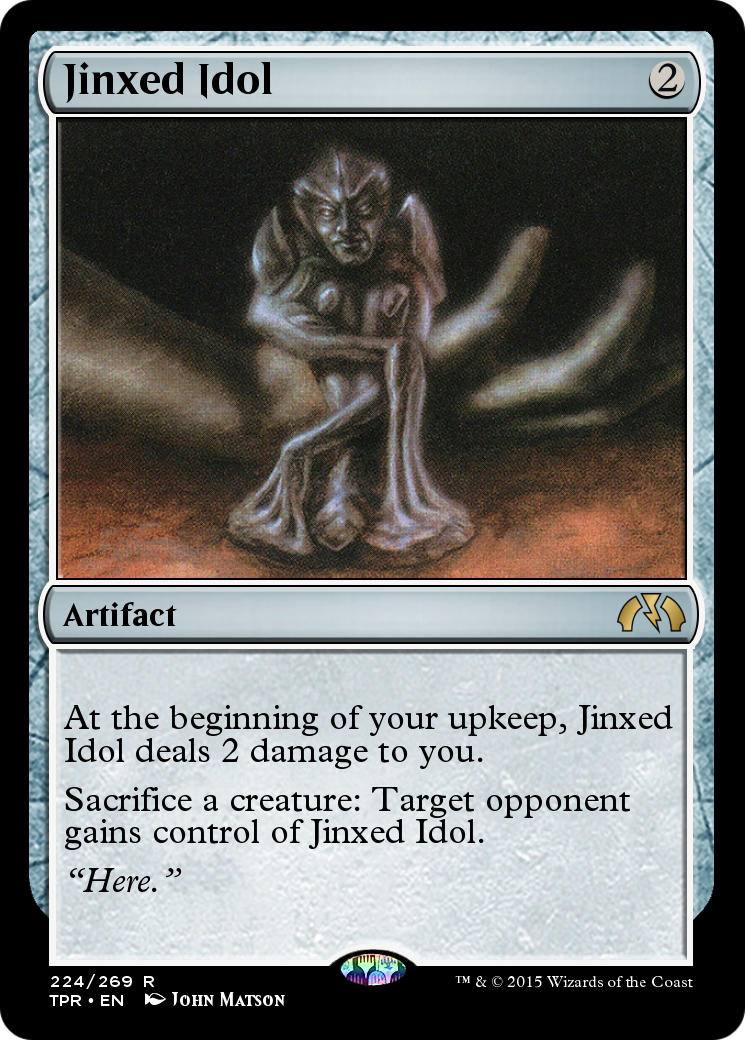 Jinxed Idol 2
Artifact
At the beginning of your upkeep, Jinxed
Idol deals 2 damage to you.
Sacrifice a creature: Target opponent
gains control of Jinxed Idol.
“Here.”
224/269 R
TPR • EN John Matson
™ & © 2015 Wizards of the Coast